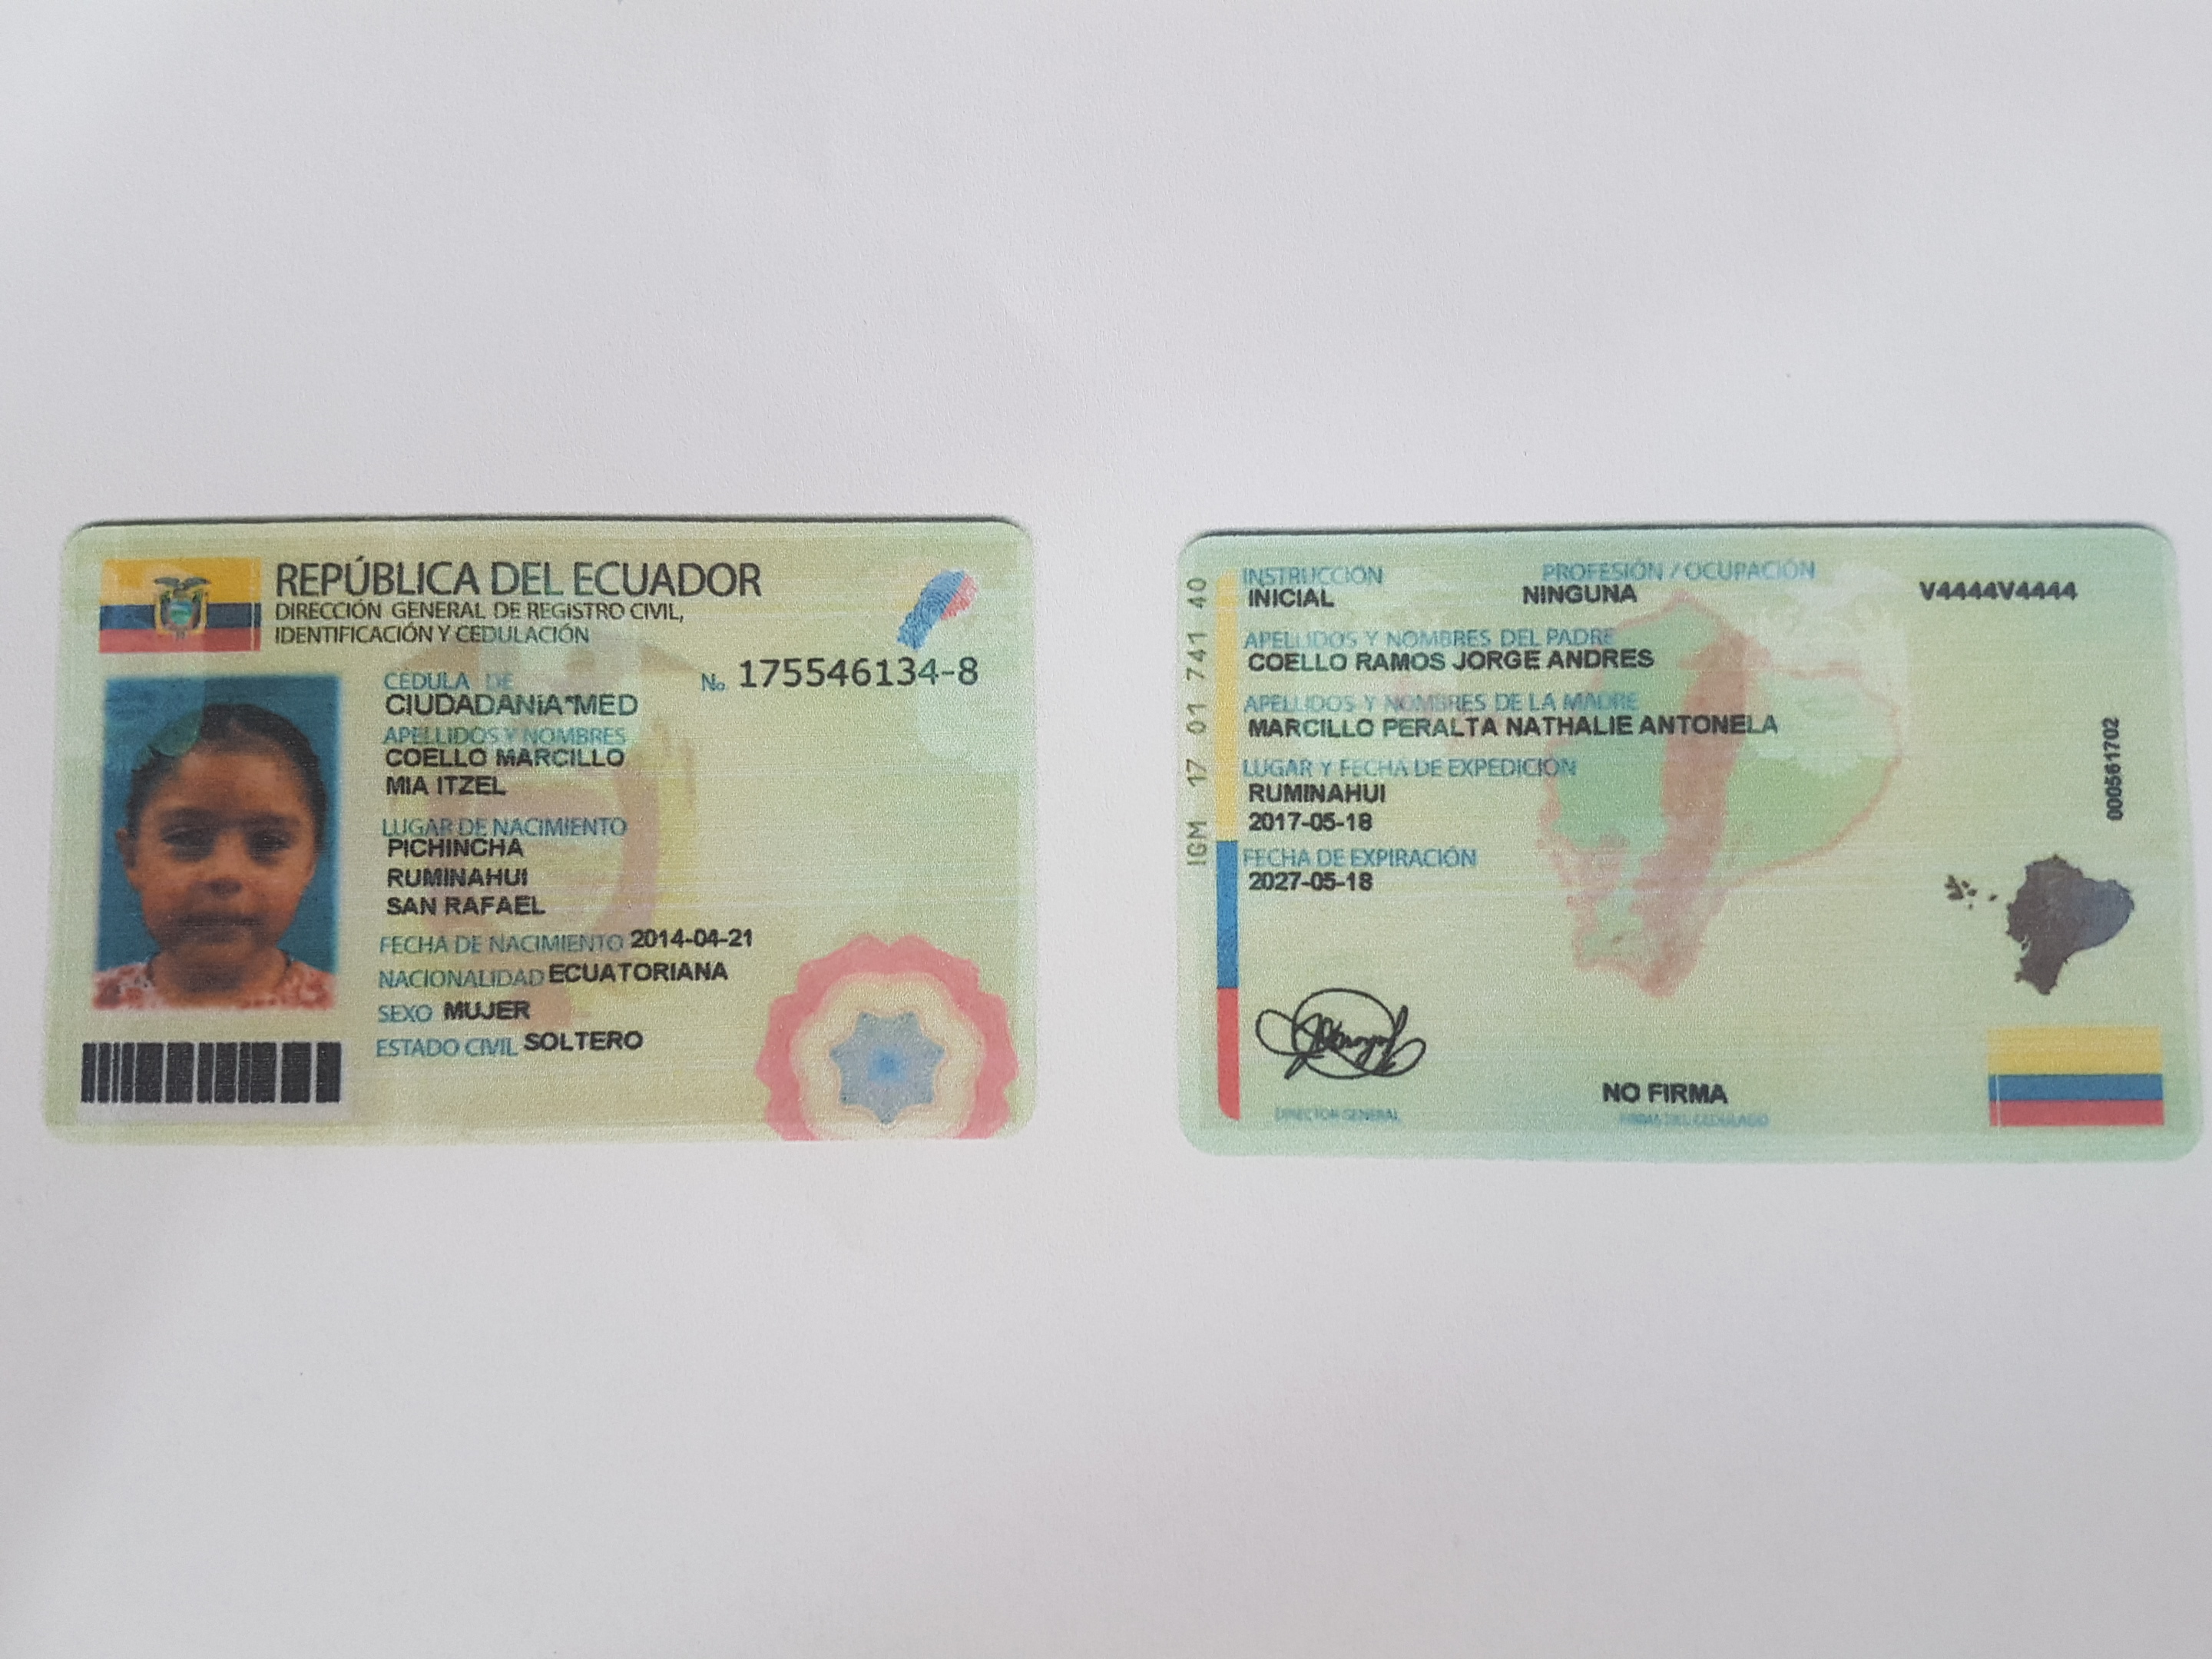 REPÚBLICA DEL ECUADOR
DIRECCIÓN GENERAL DE REGISTRO CIVIL,
IDENTIFICACIÓN Y CEDULACIÓN
CÉDULA DE
CIUDADANÍA*MED
No. 175546134-8
APELLIDOS Y NOMBRES
COELLO MARCILLO
MIA ITZEL
LUGAR DE NACIMIENTO
PICHINCHA
RUMINAHUI
SAN RAFAEL
FECHA DE NACIMIENTO 2014-04-21
NACIONALIDAD ECUATORIANA
SEXO MUJER
ESTADO CIVIL SOLTERO
IGM 17 01 741 40
INSTRUCCIÓN
INICIAL
PROFESIÓN / OCUPACIÓN
NINGUNA
V4444V4444
APELLIDOS Y NOMBRES DEL PADRE
COELLO RAMOS JORGE ANDRES
APELLIDOS Y NOMBRES DE LA MADRE
MARCILLO PERALTA NATHALIE ANTONELA
LUGAR Y FECHA DE EXPEDICIÓN
RUMINAHUI
2017-05-18
FECHA DE EXPIRACIÓN
2027-05-18
000561702
DIRECTOR GENERAL
NO FIRMA
FIRMA DEL CEDULADO